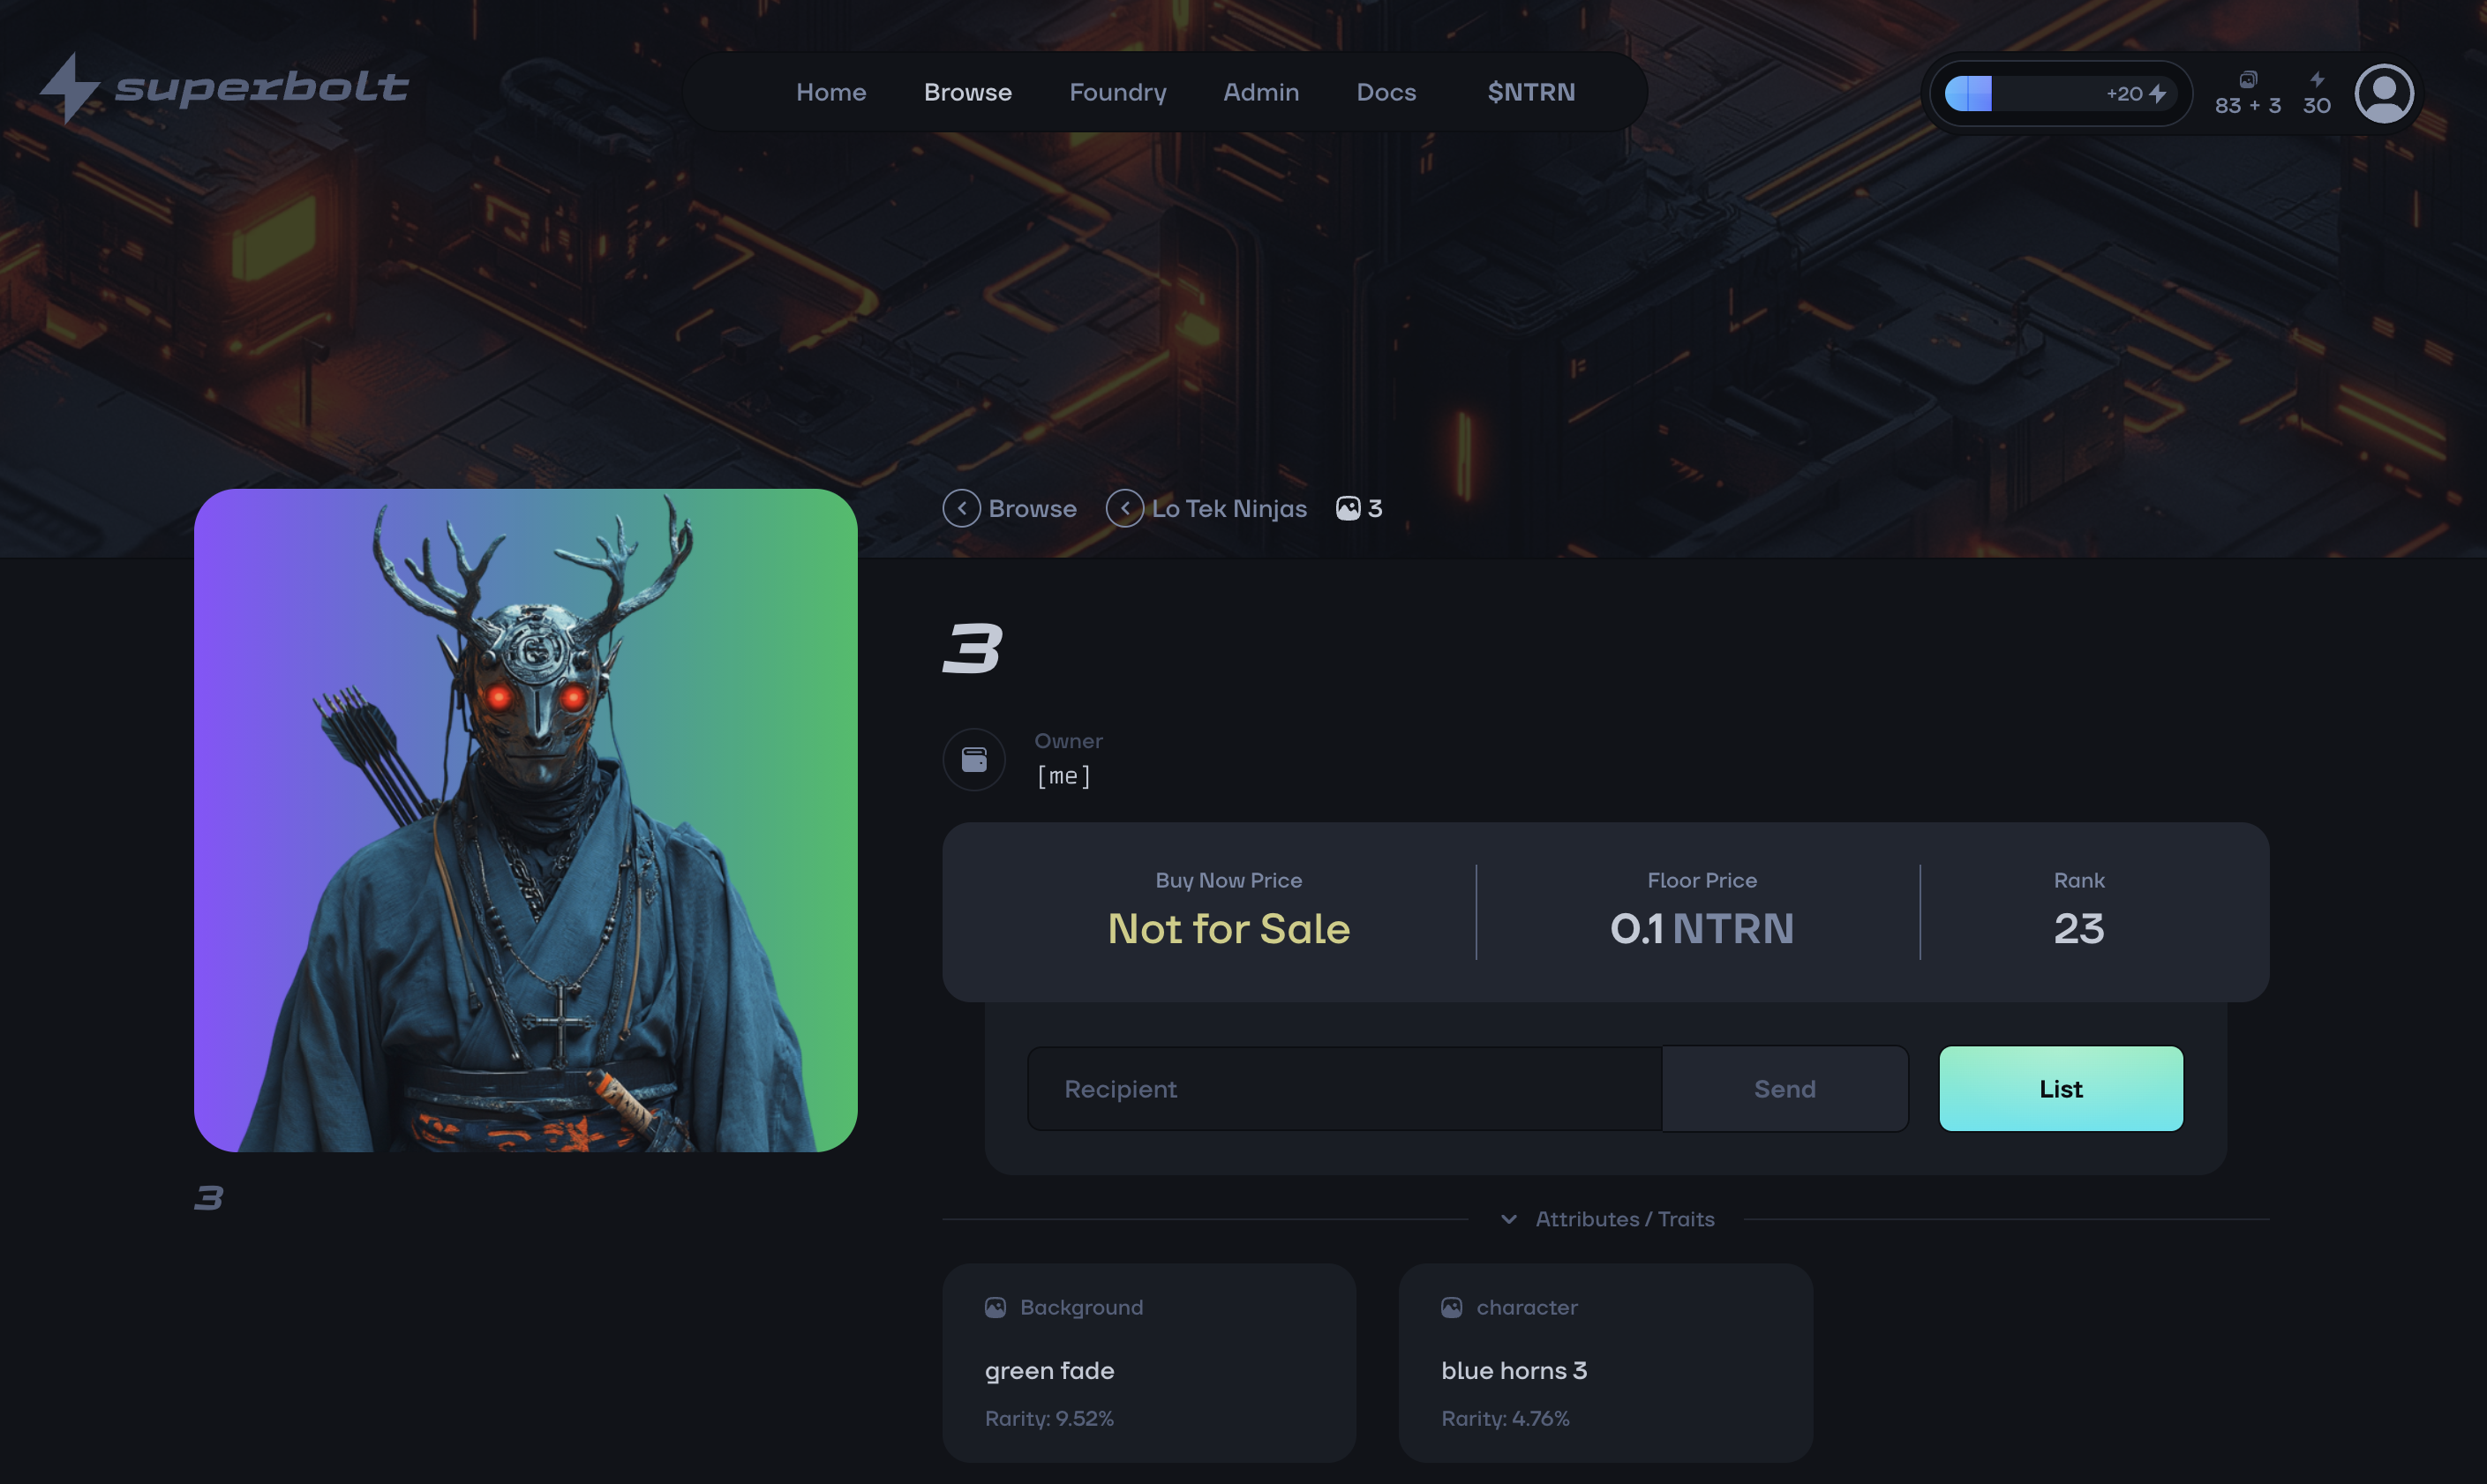 superbolt
Home Browse Foundry Admin Docs $NTRN
+20
83 + 3 30
Browse Lo Tek Ninjas 3
3
Owner
[me]
Buy Now Price Floor Price Rank
Not for Sale 0.1 NTRN 23
Recipient Send List
3
Attributes / Traits
Background character
green fade blue horns 3
Rarity: 9.52% Rarity: 4.76%